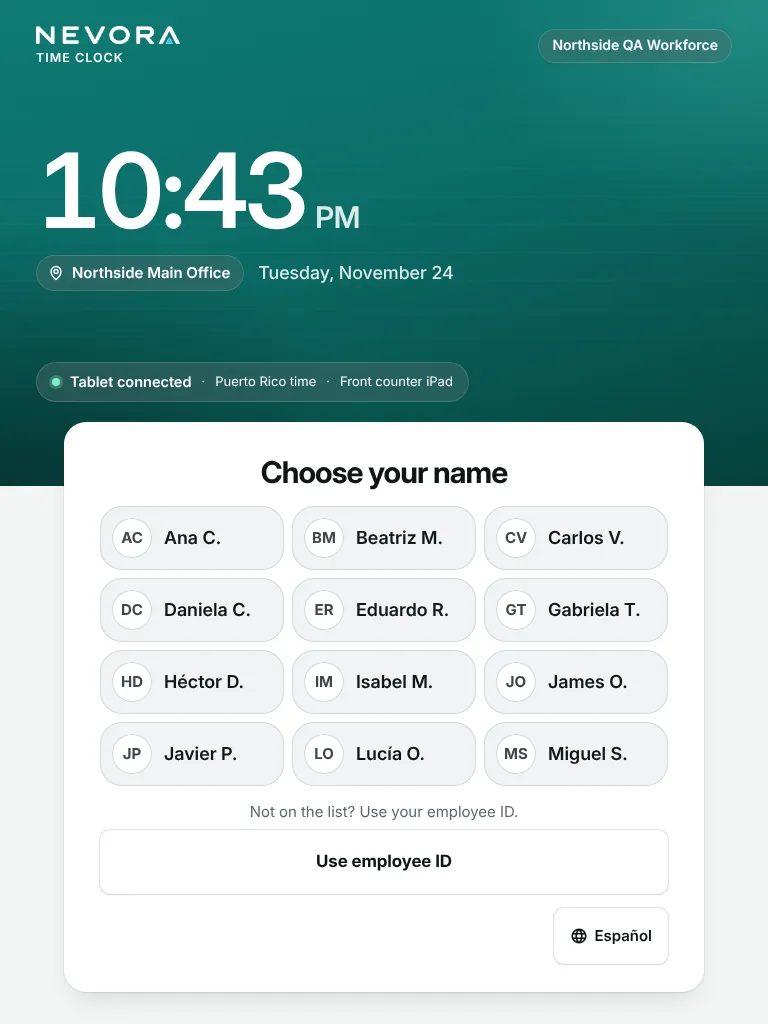 NEVORA
TIME CLOCK
Northside QA Workforce
10:43 PM
Northside Main Office
Tuesday, November 24
Tablet connected · Puerto Rico time · Front counter iPad
Choose your name
AC Ana C.
BM Beatriz M.
CV Carlos V.
DC Daniela C.
ER Eduardo R.
GT Gabriela T.
HD Héctor D.
IM Isabel M.
JO James O.
JP Javier P.
LO Lucía O.
MS Miguel S.
Not on the list? Use your employee ID.
Use employee ID
Español